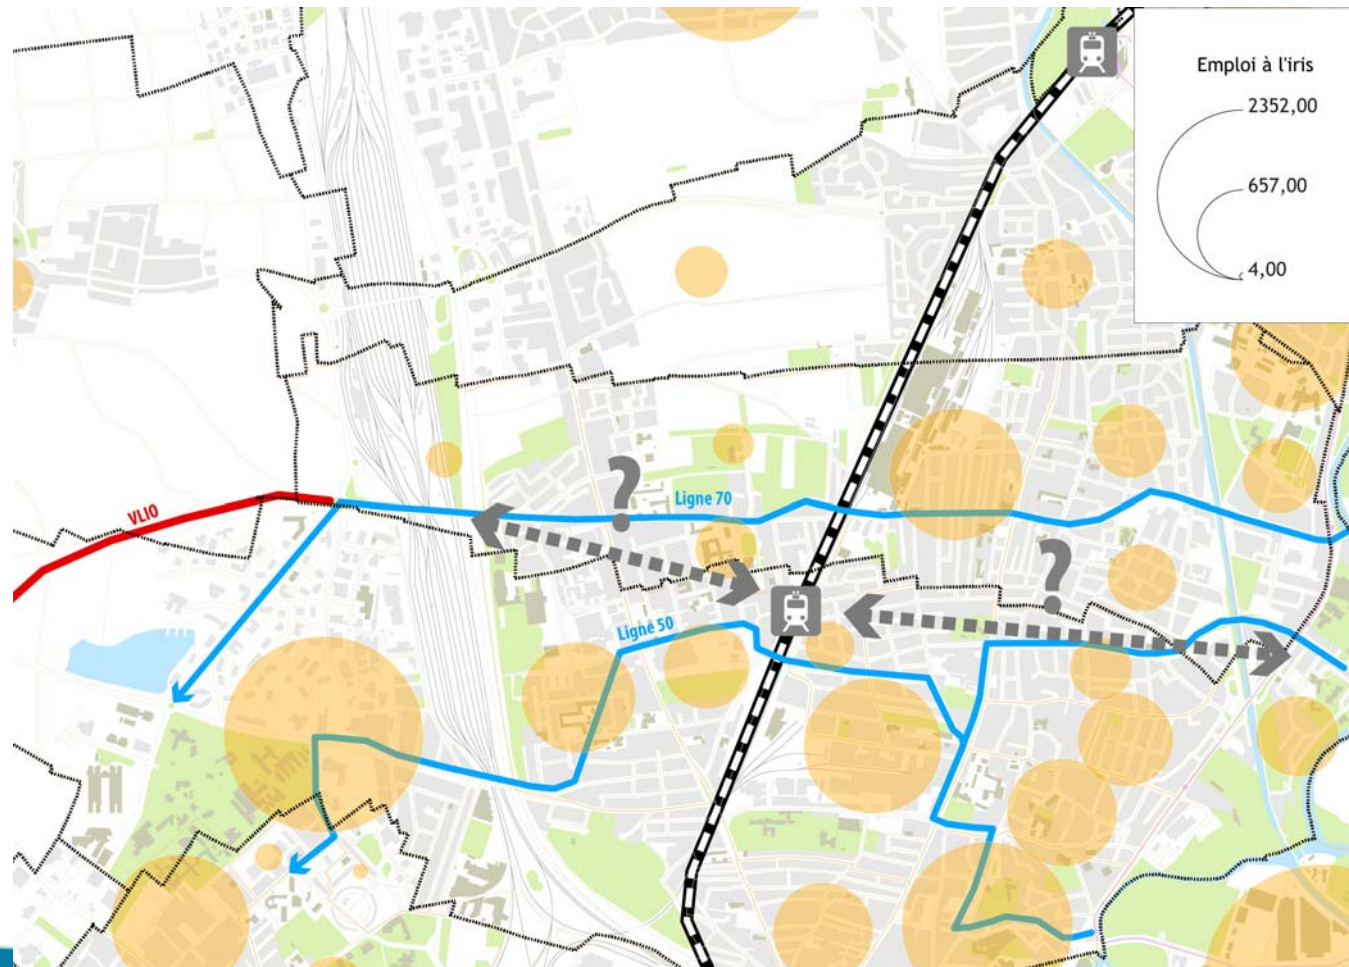 Emploi à l'iris
2352,00
657,00
4,00
?
Ligne 70
VLIO
?
Ligne 50